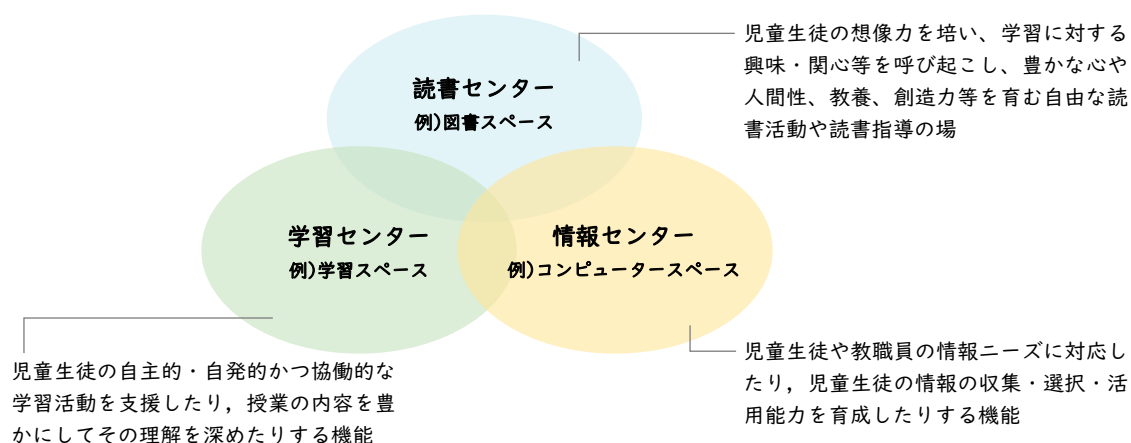 読書センター
例)図書スペース
児童生徒の想像力を培い、学習に対する
興味・関心等を呼び起こし、豊かな心や
人間性、教養、創造力等を育む自由な読
書活動や読書指導の場
学習センター
例)学習スペース
情報センター
例)コンピュータースペース
児童生徒の自主的・自発的かつ協働的な
学習活動を支援したり，授業の内容を豊
かにしてその理解を深めたりする機能
児童生徒や教職員の情報ニーズに対応し
たり，児童生徒の情報の収集・選択・活
用能力を育成したりする機能